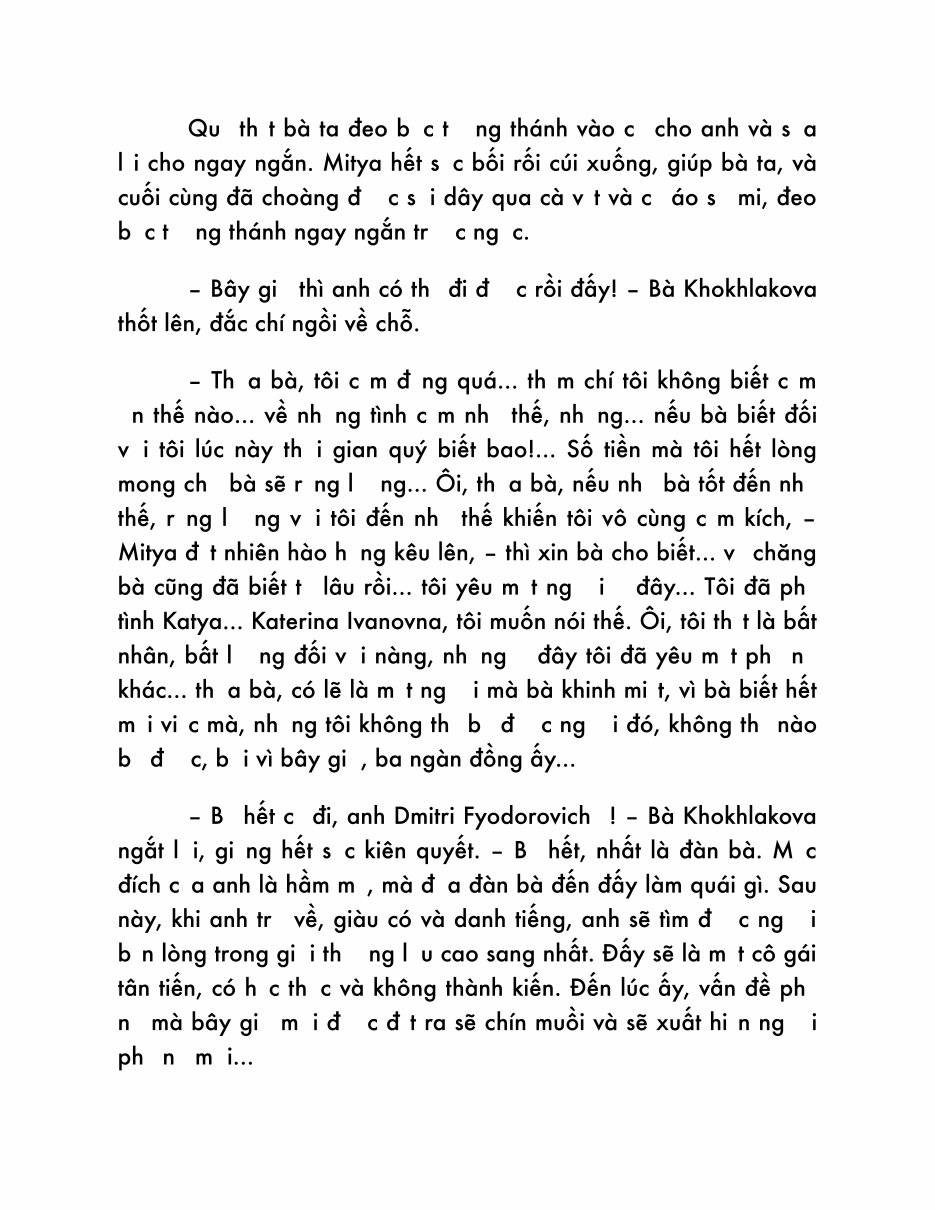 Qu  th t bà ta đeo b c t  ng thánh vào c  cho anh và s a
l i cho ngay ngắn. Mitya hết s c bối rối cúi xuống, giúp bà ta, và
cuối cùng đã choàng đ  c s i dây qua cà v t và c  áo s  mi, đeo
b c t  ng thánh ngay ngắn tr  c ng c.
– Bây gi  thì anh có th  đi đ  c rồi đấy! – Bà Khokhlakova
thốt lên, đắc chí ngồi về chỗ.
– Th a bà, tôi c m đ ng quá... th m chí tôi không biết c m
 n thế nào... về nh ng tình c m nh  thế, nh ng... nếu bà biết đối
v i tôi lúc này th i gian quý biết bao!... Số tiền mà tôi hết lòng
mong ch  bà sẽ r ng l  ng... Ôi, th a bà, nếu nh  bà tốt đến nh 
thế, r ng l  ng v i tôi đến nh  thế khiến tôi vô cùng c m kích, –
Mitya đ t nhiên hào h ng kêu lên, – thì xin bà cho biết... v  chăng
bà cũng đã biết t  lâu rồi... tôi yêu m t ng  i   đây... Tôi đã ph 
tình Katya... Katerina Ivanovna, tôi muốn nói thế. Ôi, tôi th t là bất
nhân, bất l  ng đối v i nàng, nh ng   đây tôi đã yêu m t ph  n 
khác... th a bà, có lẽ là m t ng  i mà bà khinh mi t, vì bà biết hết
m i vi c mà, nh ng tôi không th  b  đ  c ng  i đó, không th  nào
b  đ  c, b i vì bây gi , ba ngàn đồng ấy...
– B  hết c  đi, anh Dmitri Fyodorovich  ! – Bà Khokhlakova
ngắt l i, gi ng hết s c kiên quyết. – B  hết, nhất là đàn bà. M c
đích c a anh là hầm m , mà đ a đàn bà đến đấy làm quái gì. Sau
này, khi anh tr  về, giàu có và danh tiếng, anh sẽ tìm đ  c ng  i
b n lòng trong gi i th  ng l u cao sang nhất. Đấy sẽ là m t cô gái
tân tiến, có h c th c và không thành kiến. Đến lúc ấy, vấn đề ph 
n  mà bây gi  m i đ  c đ t ra sẽ chín muồi và sẽ xuất hi n ng  i
ph  n  m i...